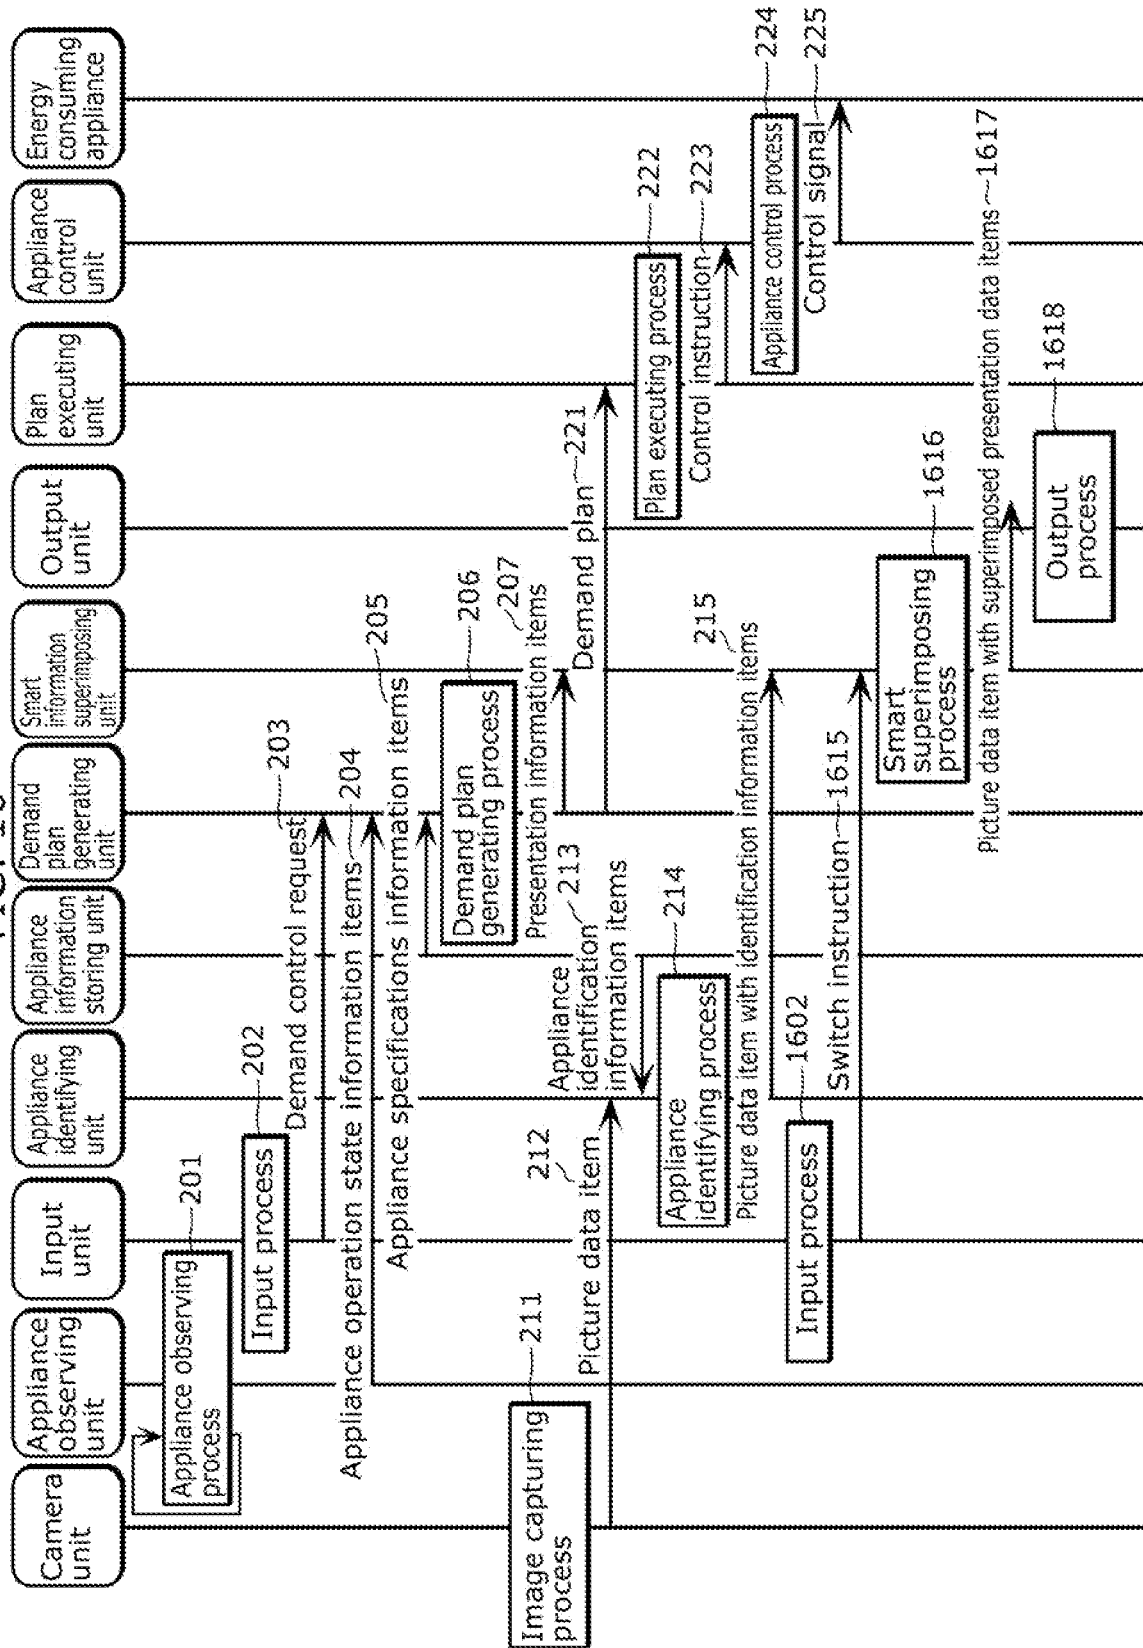 Camera
unit
Appliance
observing
unit
Input
unit
Appliance
identifying
unit
Appliance
information
storing unit
Demand
plan
generating
unit
Smart
information
superimposing
unit
Output
unit
Plan
executing
unit
Appliance
control
unit
Energy
consuming
appliance
Appliance observing
process
201
Input process
202
Demand control request
203
Appliance operation state information items
204
Appliance specifications information items
205
Demand plan
generating process
206
Presentation information items
207
Image capturing
process
211
Picture data item
212
Demand plan
221
Appliance
identification
information items
213
Plan executing process
222
Appliance
identifying process
214
Control instruction
223
Picture data item with identification information items
215
Appliance control process
224
Input process
1602
Control signal
225
Switch instruction
1615
Smart
superimposing
process
1616
Picture data item with superimposed presentation data items
1617
Output
process
1618